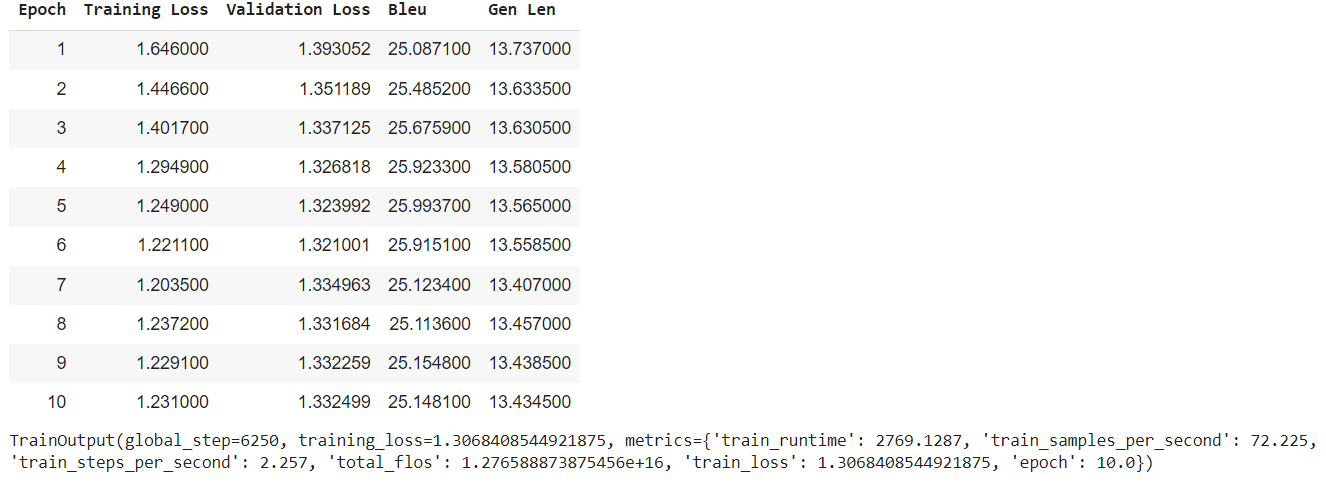 Epoch Training Loss Validation Loss Bleu Gen Len
1 1.646000 1.393052 25.087100 13.737000
2 1.446600 1.351189 25.485200 13.633500
3 1.401700 1.337125 25.675900 13.630500
4 1.294900 1.326818 25.923300 13.580500
5 1.249000 1.323992 25.993700 13.565000
6 1.221100 1.321001 25.915100 13.558500
7 1.203500 1.334963 25.123400 13.407000
8 1.237200 1.331684 25.113600 13.457000
9 1.229100 1.332259 25.154800 13.438500
10 1.231000 1.332499 25.148100 13.434500
TrainOutput(global_step=6250, training_loss=1.3068408544921875, metrics={'train_runtime': 2769.1287, 'train_samples_per_second': 72.225,
'train_steps_per_second': 2.257, 'total_flos': 1.276588873875456e+16, 'train_loss': 1.3068408544921875, 'epoch': 10.0})